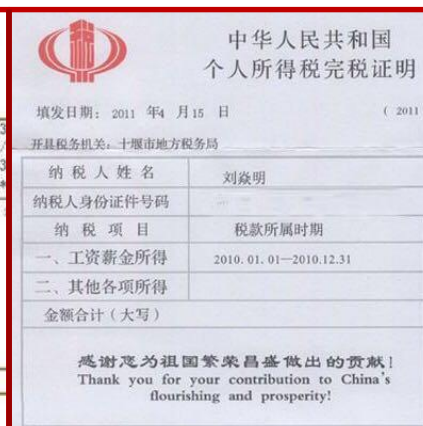 中华人民共和国
个人所得税完税证明
填发日期: 2011 年4 月15 日 ( 2011
开具税务机关: 十堰市地方税务局
纳税人姓名 刘焱明
纳税人身份证件号码
纳税项目 税款所属时期
一、工资薪金所得 2010.01.01—2010.12.31
二、其他各项所得
金额合计(大写)
感谢您为祖国繁荣昌盛做出的贡献!
Thank you for your contribution to China's
flourishing and prosperity!